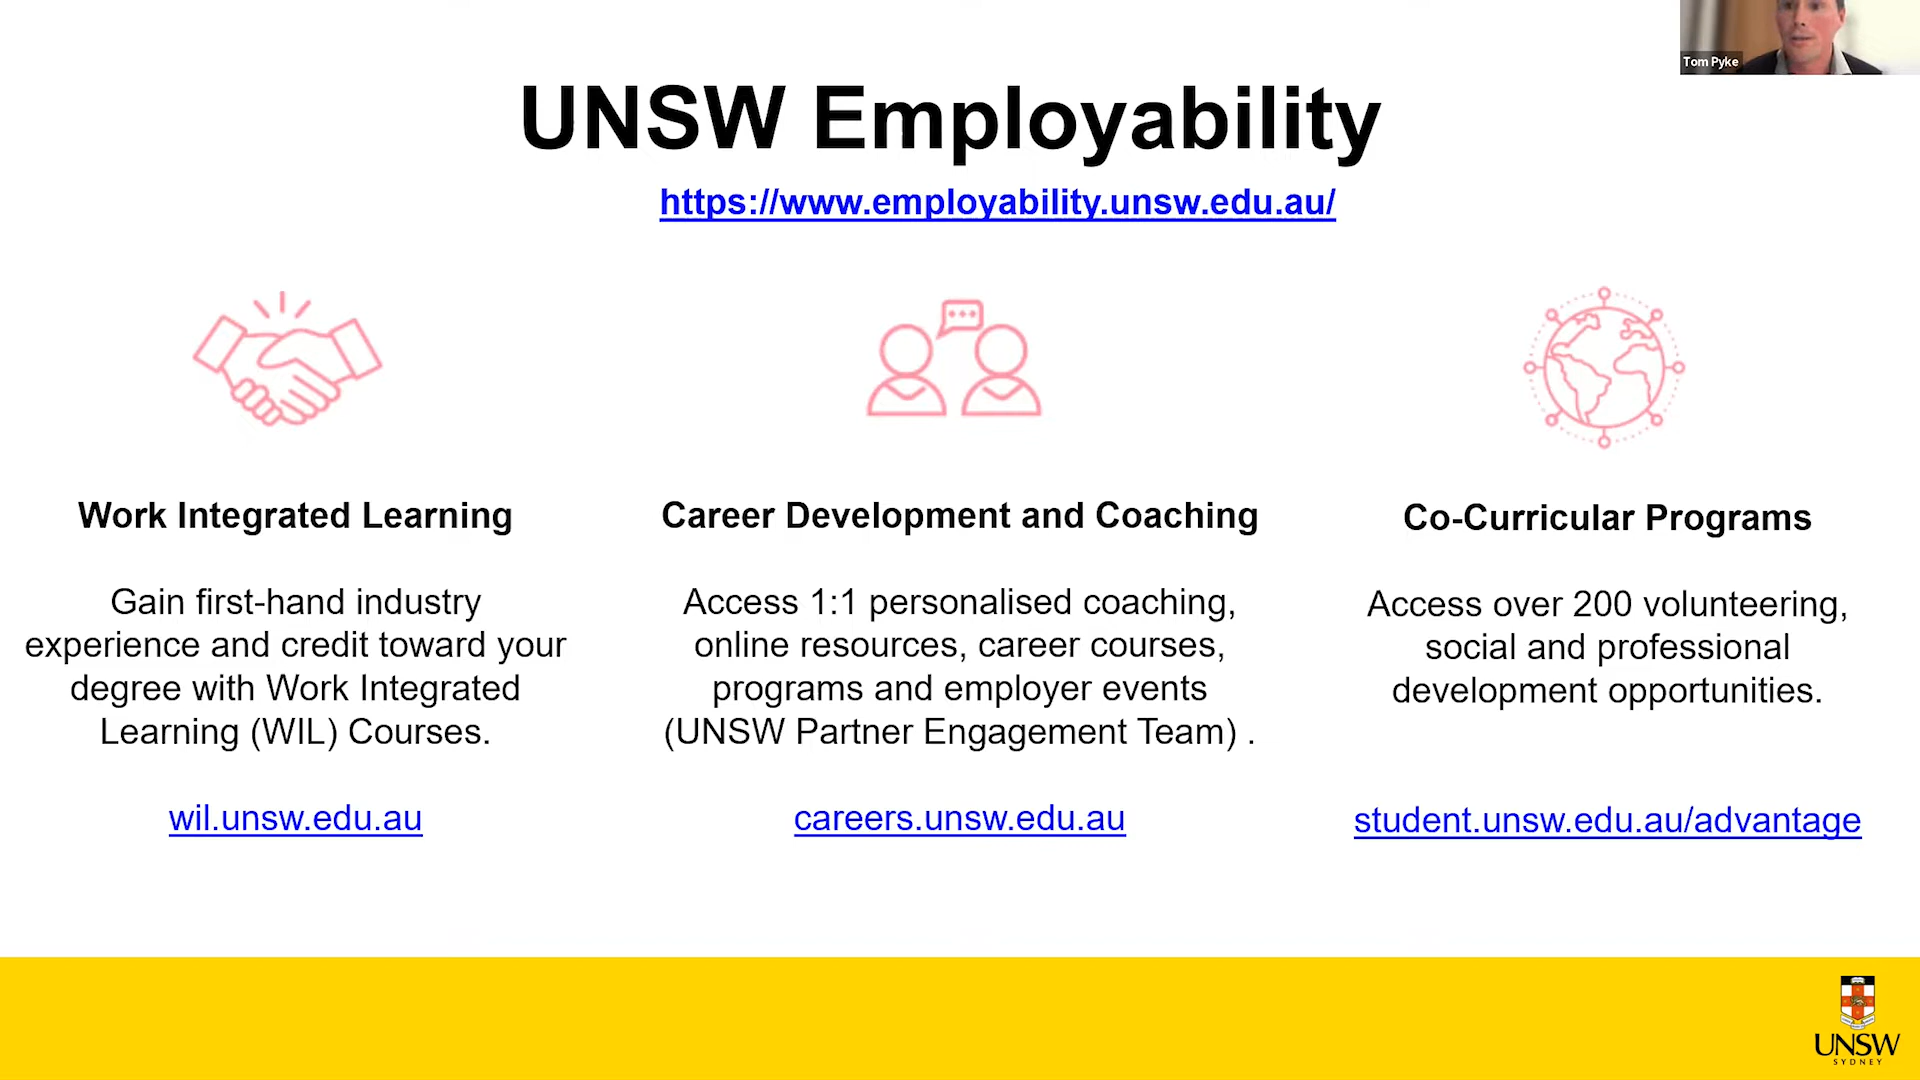 Tom Pyke
UNSW Employability
https://www.employability.unsw.edu.au/
Work Integrated Learning
Gain first-hand industry
experience and credit toward your
degree with Work Integrated
Learning (WIL) Courses.
wil.unsw.edu.au
Career Development and Coaching
Access 1:1 personalised coaching,
online resources, career courses,
programs and employer events
(UNSW Partner Engagement Team) .
careers.unsw.edu.au
Co-Curricular Programs
Access over 200 volunteering,
social and professional
development opportunities.
student.unsw.edu.au/advantage
UNSW
SYDNEY